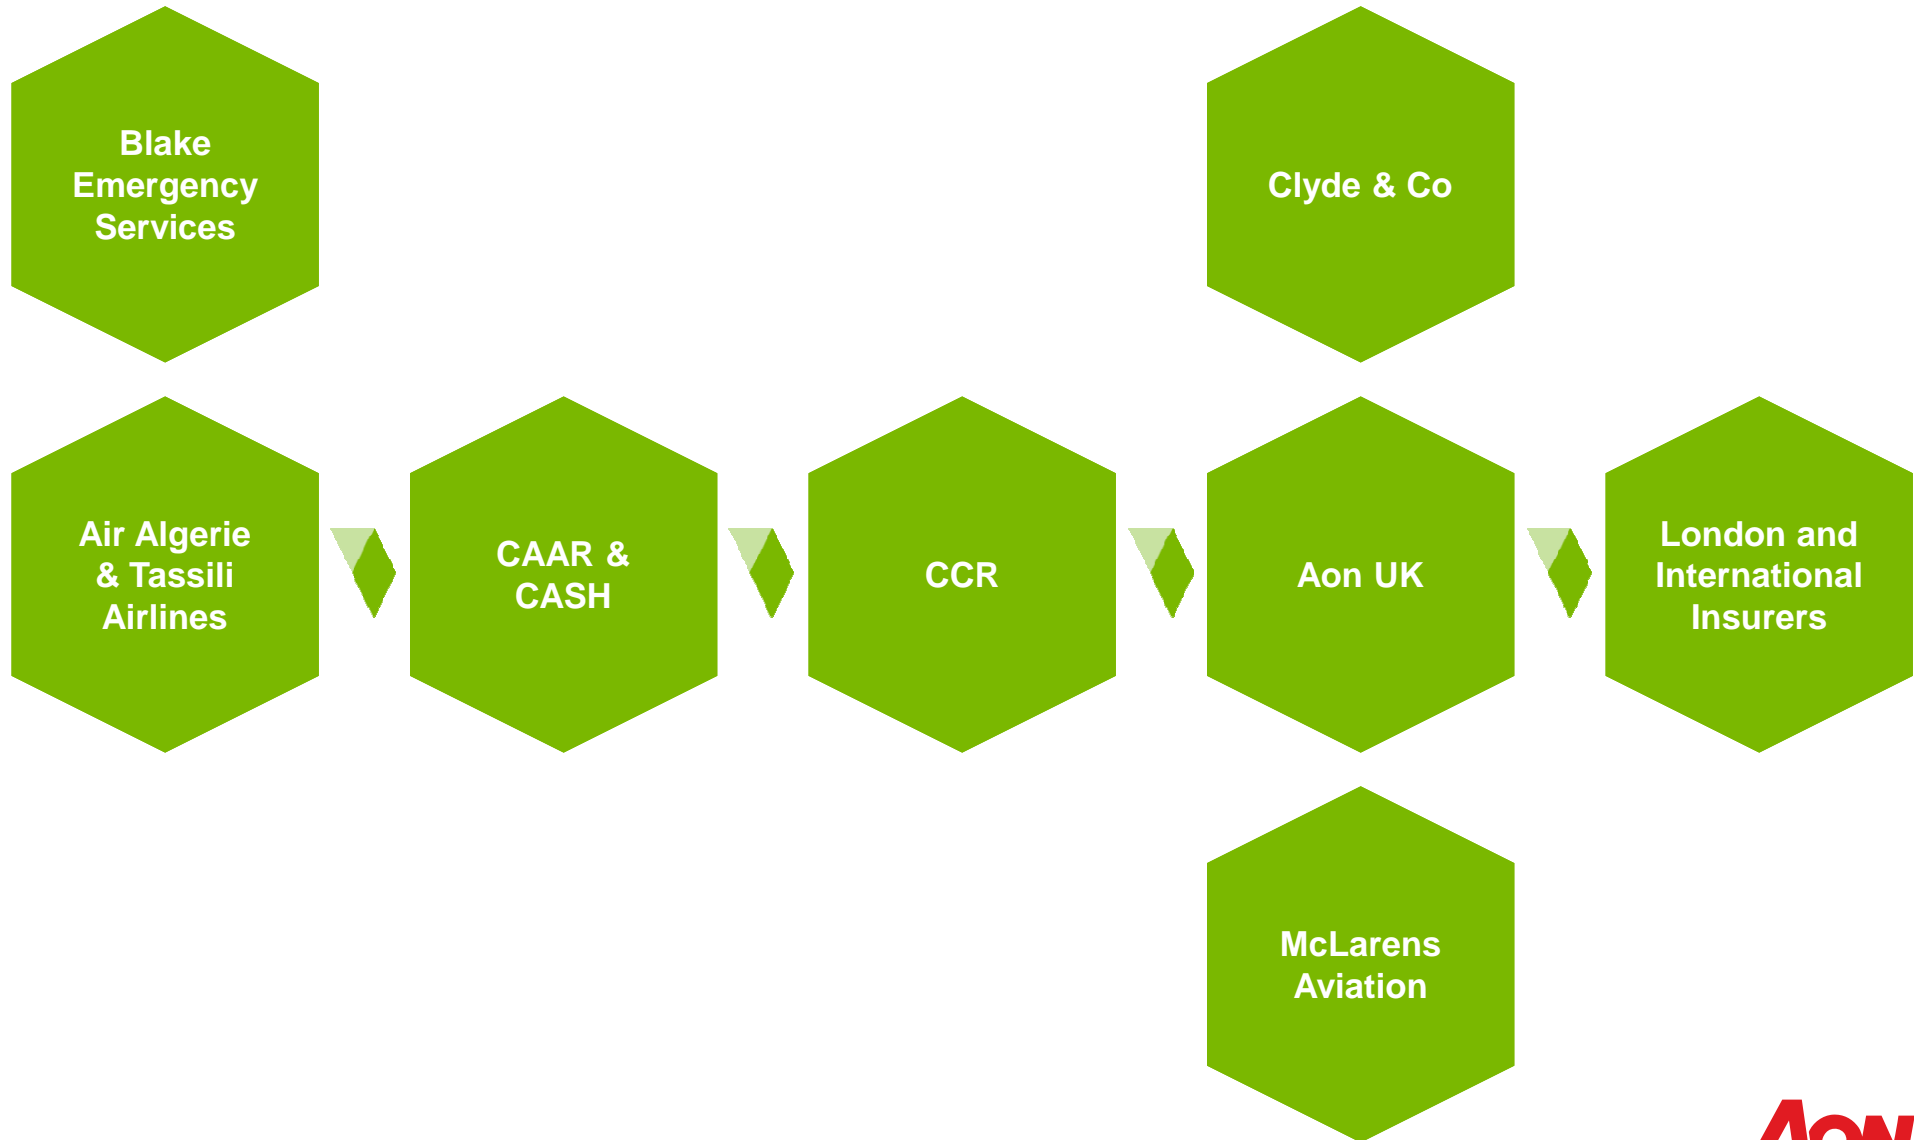 Blake
Emergency
Services
Clyde & Co
Air Algerie
& Tassili
Airlines
CAAR &
CASH
CCR
Aon UK
London and
International
Insurers
McLarens
Aviation
AON